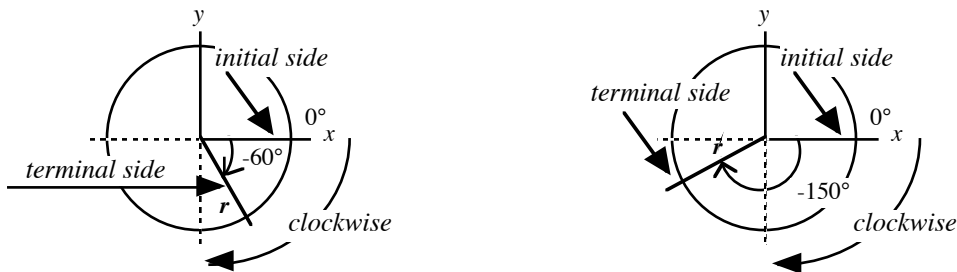 y
initial side
0°
x
-60°
terminal side
r
clockwise
y
initial side
terminal side
0°
x
r
-150°
clockwise